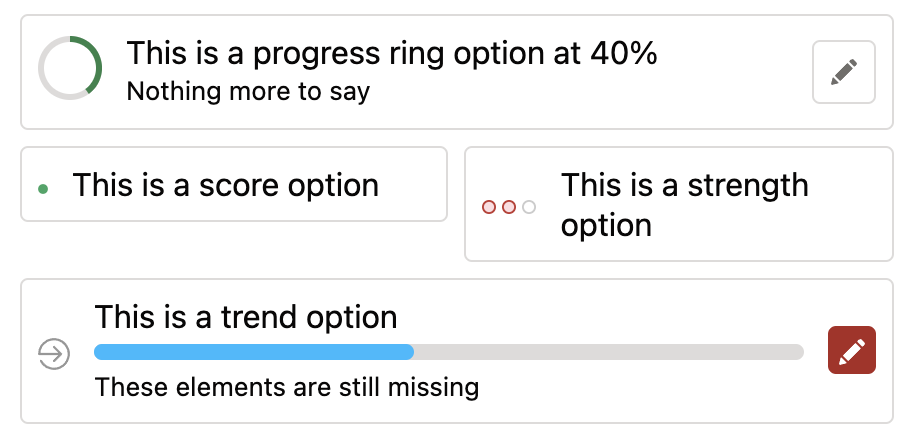 This is a progress ring option at 40%
Nothing more to say
This is a score option
This is a strength
option
This is a trend option
These elements are still missing